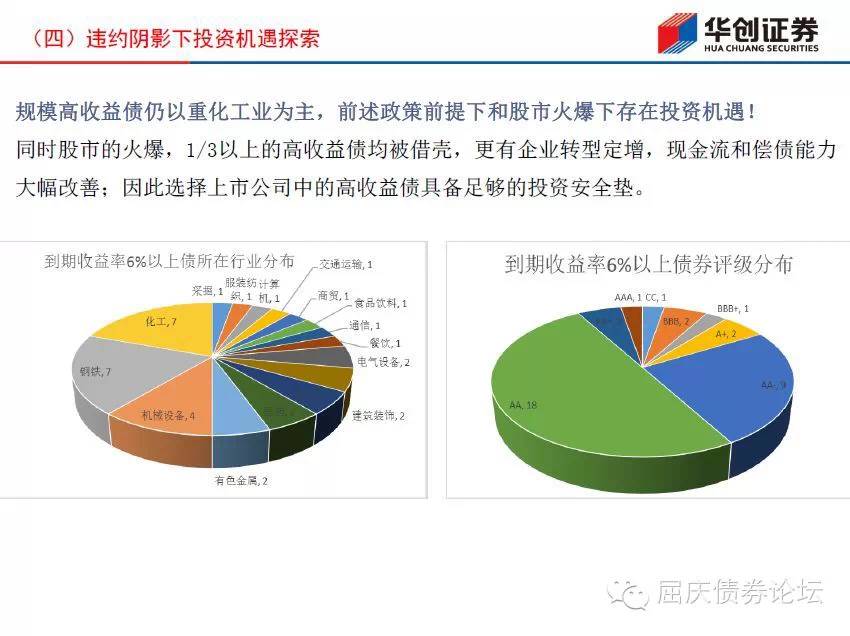 （四）违约阴影下投资机遇探索
华创证券
HUA CHUANG SECURITIES
规模高收益债仍以重化工业为主，前述政策前提下和股市火爆下存在投资机遇！
同时股市的火爆，1/3以上的高收益债均被借壳，更有企业转型定增，现金流和偿债能力
大幅改善；因此选择上市公司中的高收益债具备足够的投资安全垫。
到期收益率6%以上债所在行业分布
采掘, 1
服装纺
织, 1
计算
机, 1
交通运输, 1
商贸, 1
食品饮料, 1
通信, 1
餐饮, 1
电气设备, 2
建筑装饰, 2
有色金属, 2
机械设备, 4
钢铁, 7
化工, 7
到期收益率6%以上债券评级分布
AAA, 1
CC, 1
BBB, 2
BBB+, 1
A+, 2
AA-, 9
AA, 18
屈庆债券论坛